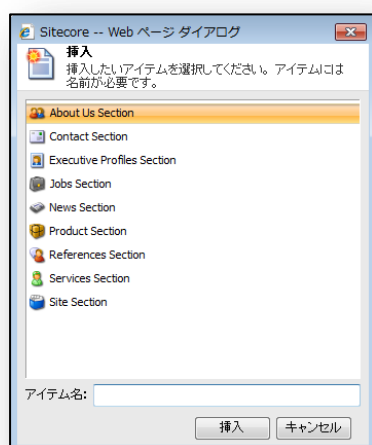 Sitecore -- Web ページ ダイアログ
挿入
挿入したいアイテムを選択してください。アイテムには
名前が必要です。
About Us Section
Contact Section
Executive Profiles Section
Jobs Section
News Section
Product Section
References Section
Services Section
Site Section
アイテム名:
挿入 キャンセル